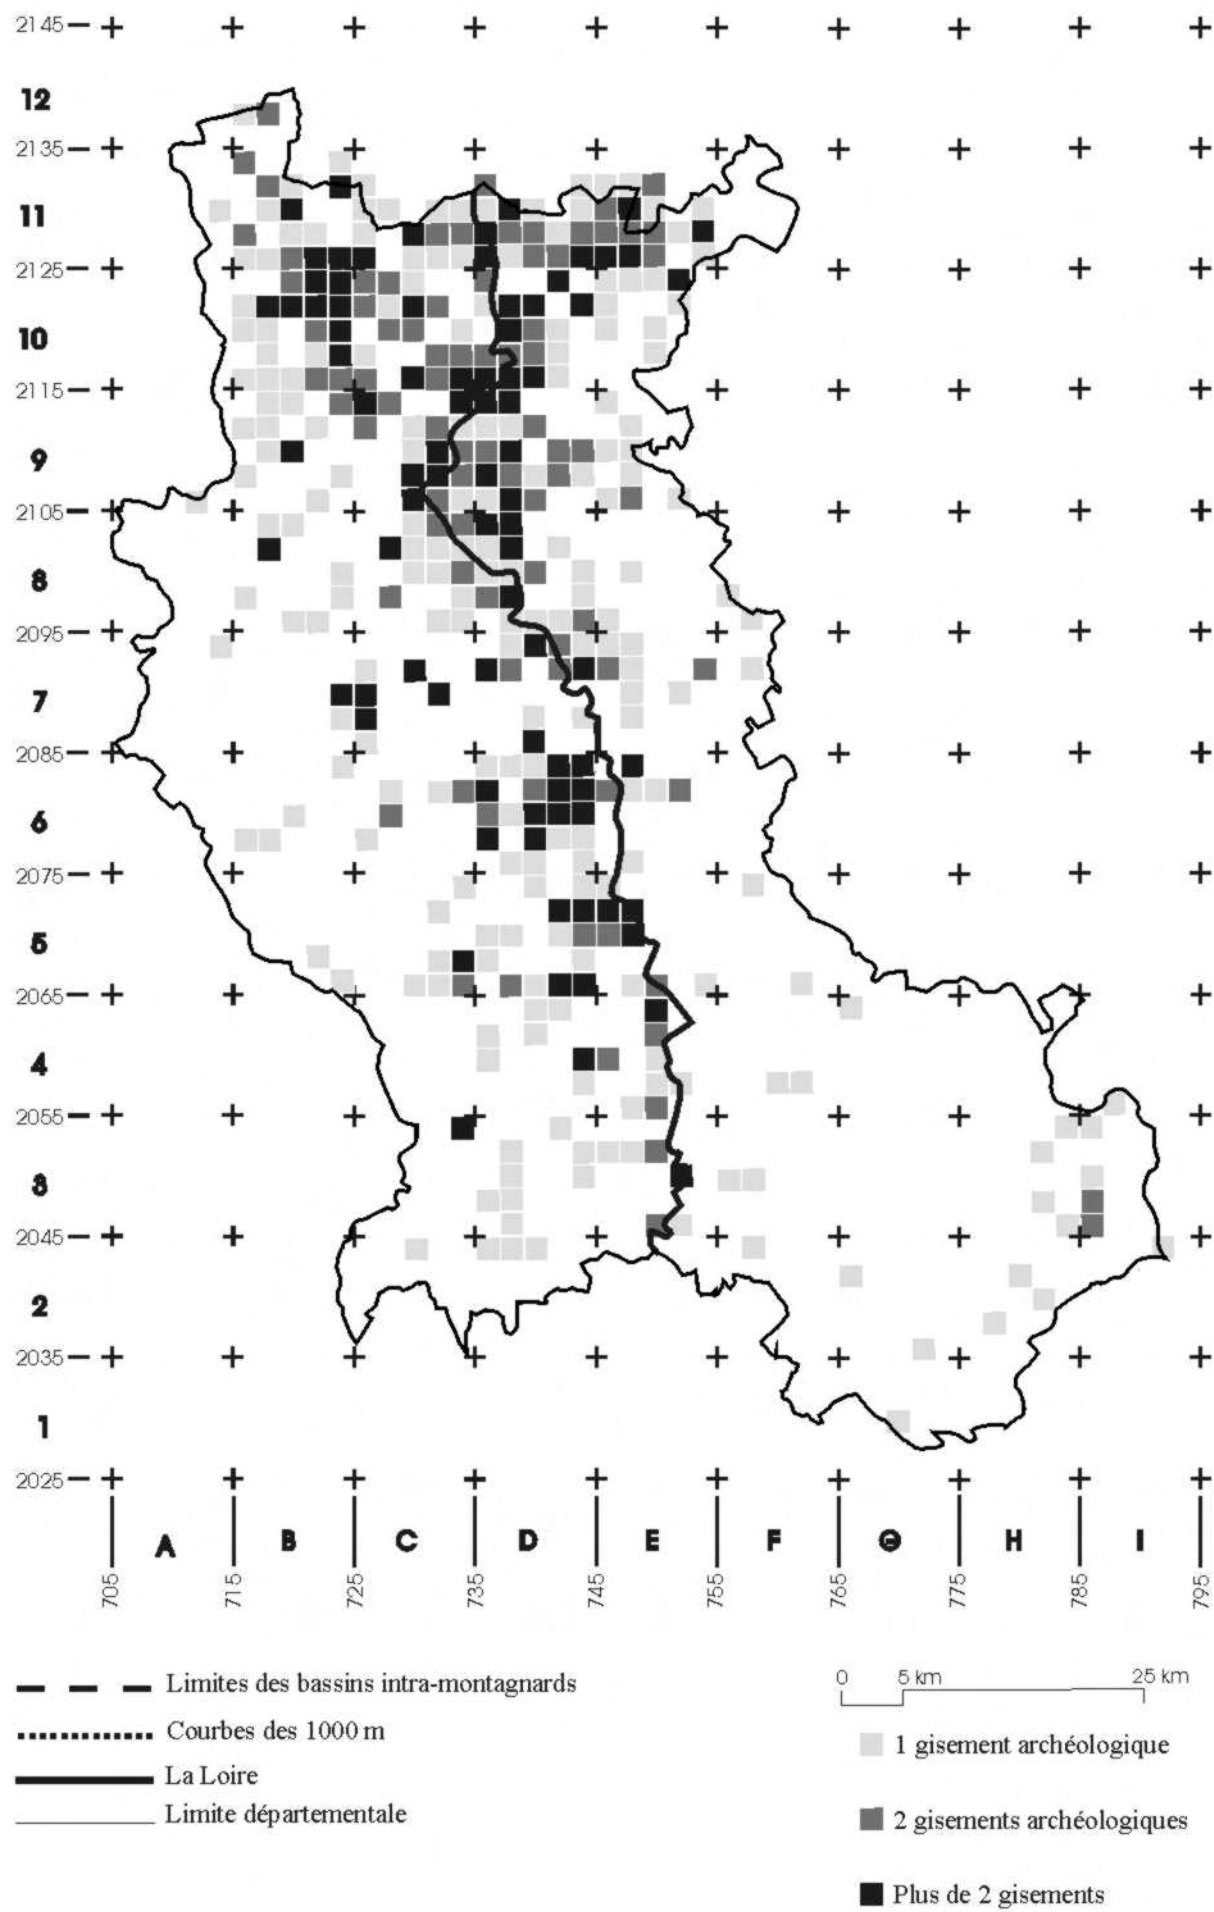 2145
12
2135
11
2125
10
2115
9
2105
8
2095
7
2085
6
2075
5
2065
4
2055
3
2045
2
2035
1
2025
A B C D E F G H I
705 715 725 735 745 755 765 775 785 795
Limites des bassins intra-montagnards
Courbes des 1000 m
La Loire
Limite départementale
0 5 km 25 km
1 gisement archéologique
2 gisements archéologiques
Plus de 2 gisements